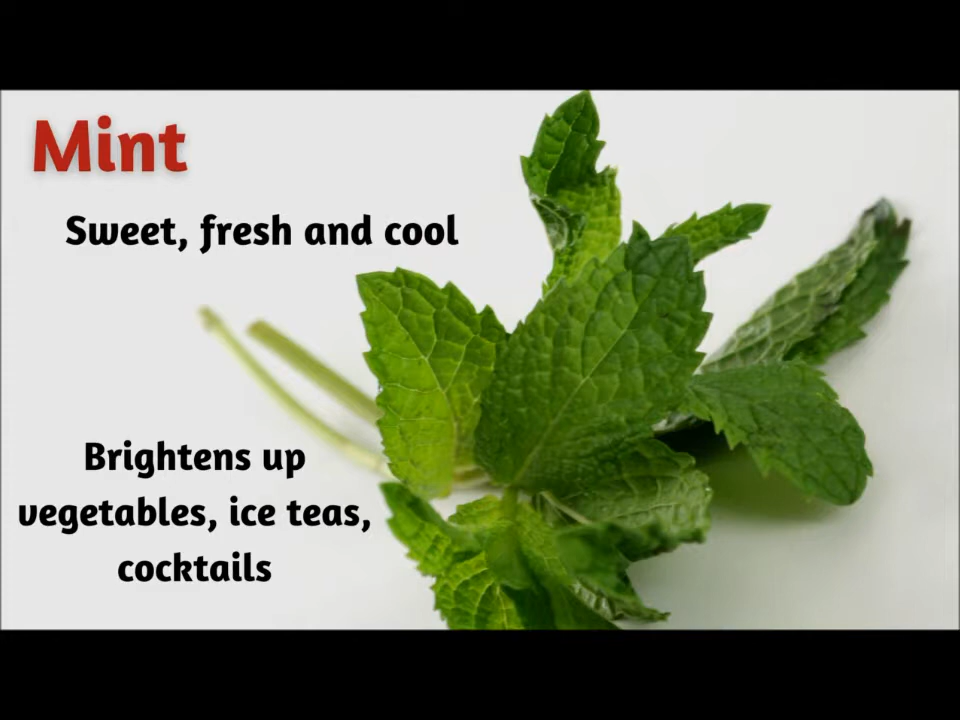 Mint
Sweet, fresh and cool
Brightens up
vegetables, ice teas,
cocktails